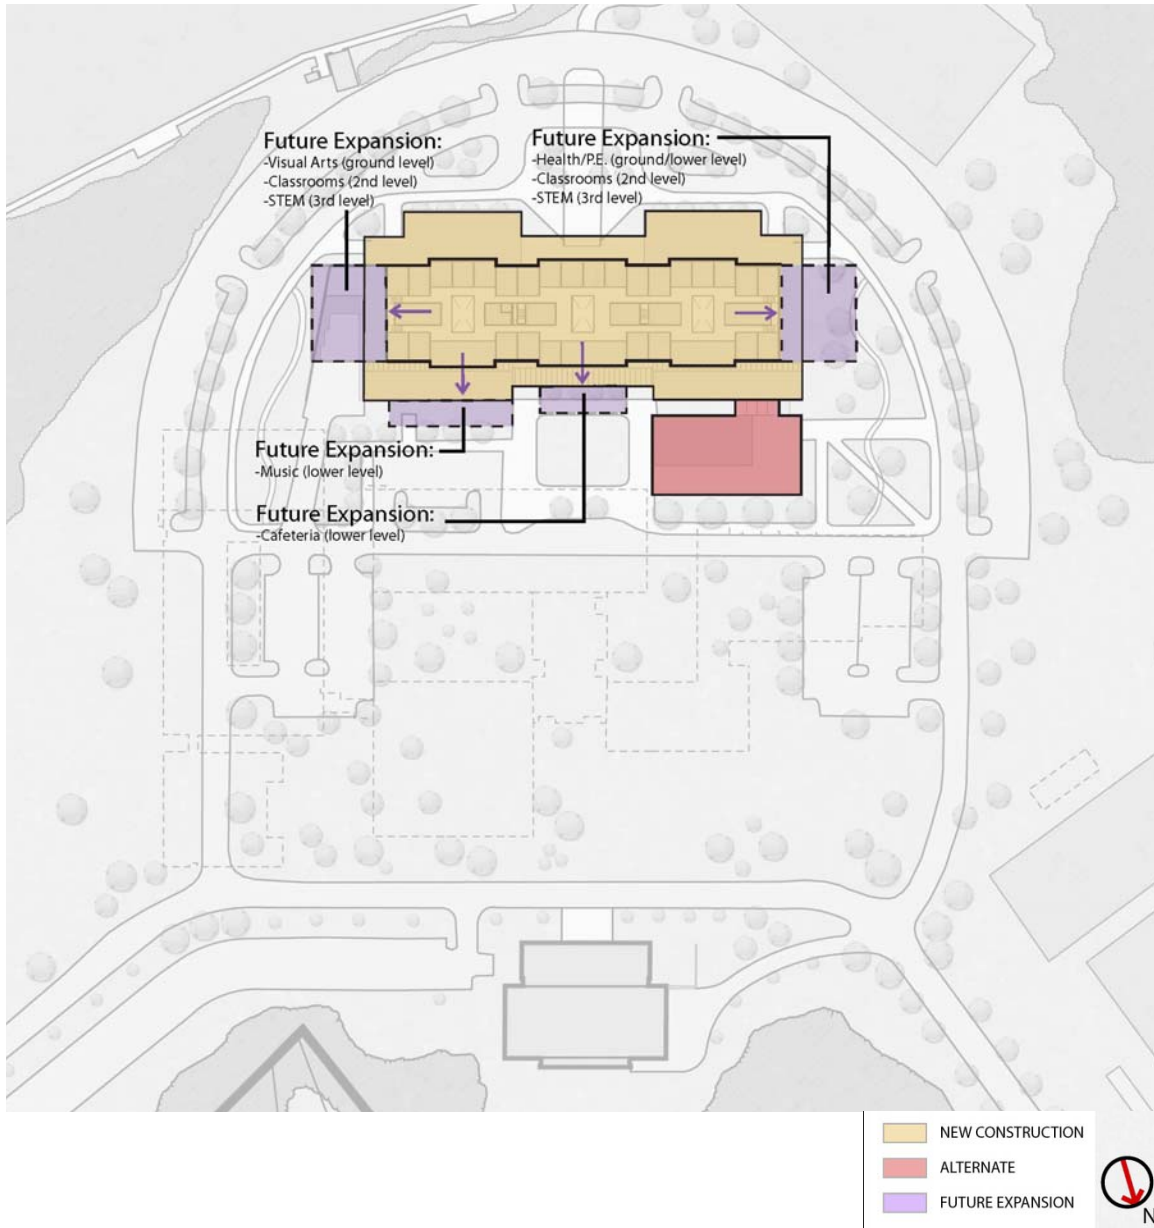 Future Expansion:
-Visual Arts (ground level)
-Classrooms (2nd level)
-STEM (3rd level)
Future Expansion:
-Health/P.E. (ground/lower level)
-Classrooms (2nd level)
-STEM (3rd level)
Future Expansion:
-Music (lower level)
Future Expansion:
-Cafeteria (lower level)
NEW CONSTRUCTION
ALTERNATE
FUTURE EXPANSION
N